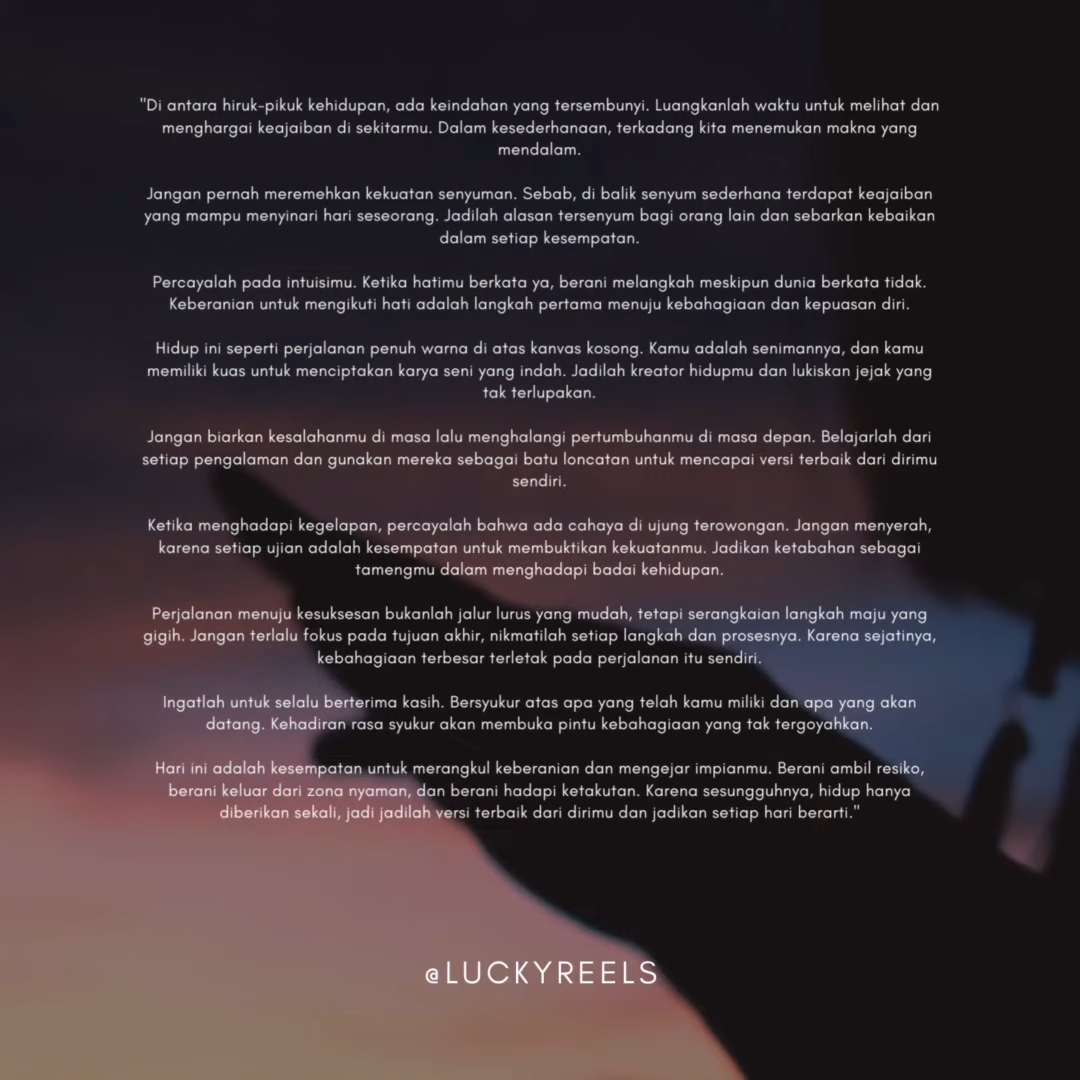 "Di antara hiruk-pikuk kehidupan, ada keindahan yang tersembunyi. Luangkanlah waktu untuk melihat dan
menghargai keajaiban di sekitarmu. Dalam kesederhanaan, terkadang kita menemukan makna yang
mendalam.
Jangan pernah meremehkan kekuatan senyuman. Sebab, di balik senyum sederhana terdapat keajaiban
yang mampu menyinari hari seseorang. Jadilah alasan tersenyum bagi orang lain dan sebarkan kebaikan
dalam setiap kesempatan.
Percayalah pada intuisimu. Ketika hatimu berkata ya, berani melangkah meskipun dunia berkata tidak.
Keberanian untuk mengikuti hati adalah langkah pertama menuju kebahagiaan dan kepuasan diri.
Hidup ini seperti perjalanan penuh warna di atas kanvas kosong. Kamu adalah senimannya, dan kamu
memiliki kuas untuk menciptakan karya seni yang indah. Jadilah kreator hidupmu dan lukiskan jejak yang
tak terlupakan.
Jangan biarkan kesalahanmu di masa lalu menghalangi pertumbuhanmu di masa depan. Belajarlah dari
setiap pengalaman dan gunakan mereka sebagai batu loncatan untuk mencapai versi terbaik dari dirimu
sendiri.
Ketika menghadapi kegelapan, percayalah bahwa ada cahaya di ujung terowongan. Jangan menyerah,
karena setiap ujian adalah kesempatan untuk membuktikan kekuatanmu. Jadikan ketabahan sebagai
tamengmu dalam menghadapi badai kehidupan.
Perjalanan menuju kesuksesan bukanlah jalur lurus yang mudah, tetapi serangkaian langkah maju yang
gigih. Jangan terlalu fokus pada tujuan akhir, nikmatilah setiap langkah dan prosesnya. Karena sejatinya,
kebahagiaan terbesar terletak pada perjalanan itu sendiri.
Ingatlah untuk selalu berterima kasih. Bersyukur atas apa yang telah kamu miliki dan apa yang akan
datang. Kehadiran rasa syukur akan membuka pintu kebahagiaan yang tak tergoyahkan.
Hari ini adalah kesempatan untuk merangkul keberanian dan mengejar impianmu. Berani ambil resiko,
berani keluar dari zona nyaman, dan berani hadapi ketakutan. Karena sesungguhnya, hidup hanya
diberikan sekali, jadi jadilah versi terbaik dari dirimu dan jadikan setiap hari berarti."
@LUCKYREELS